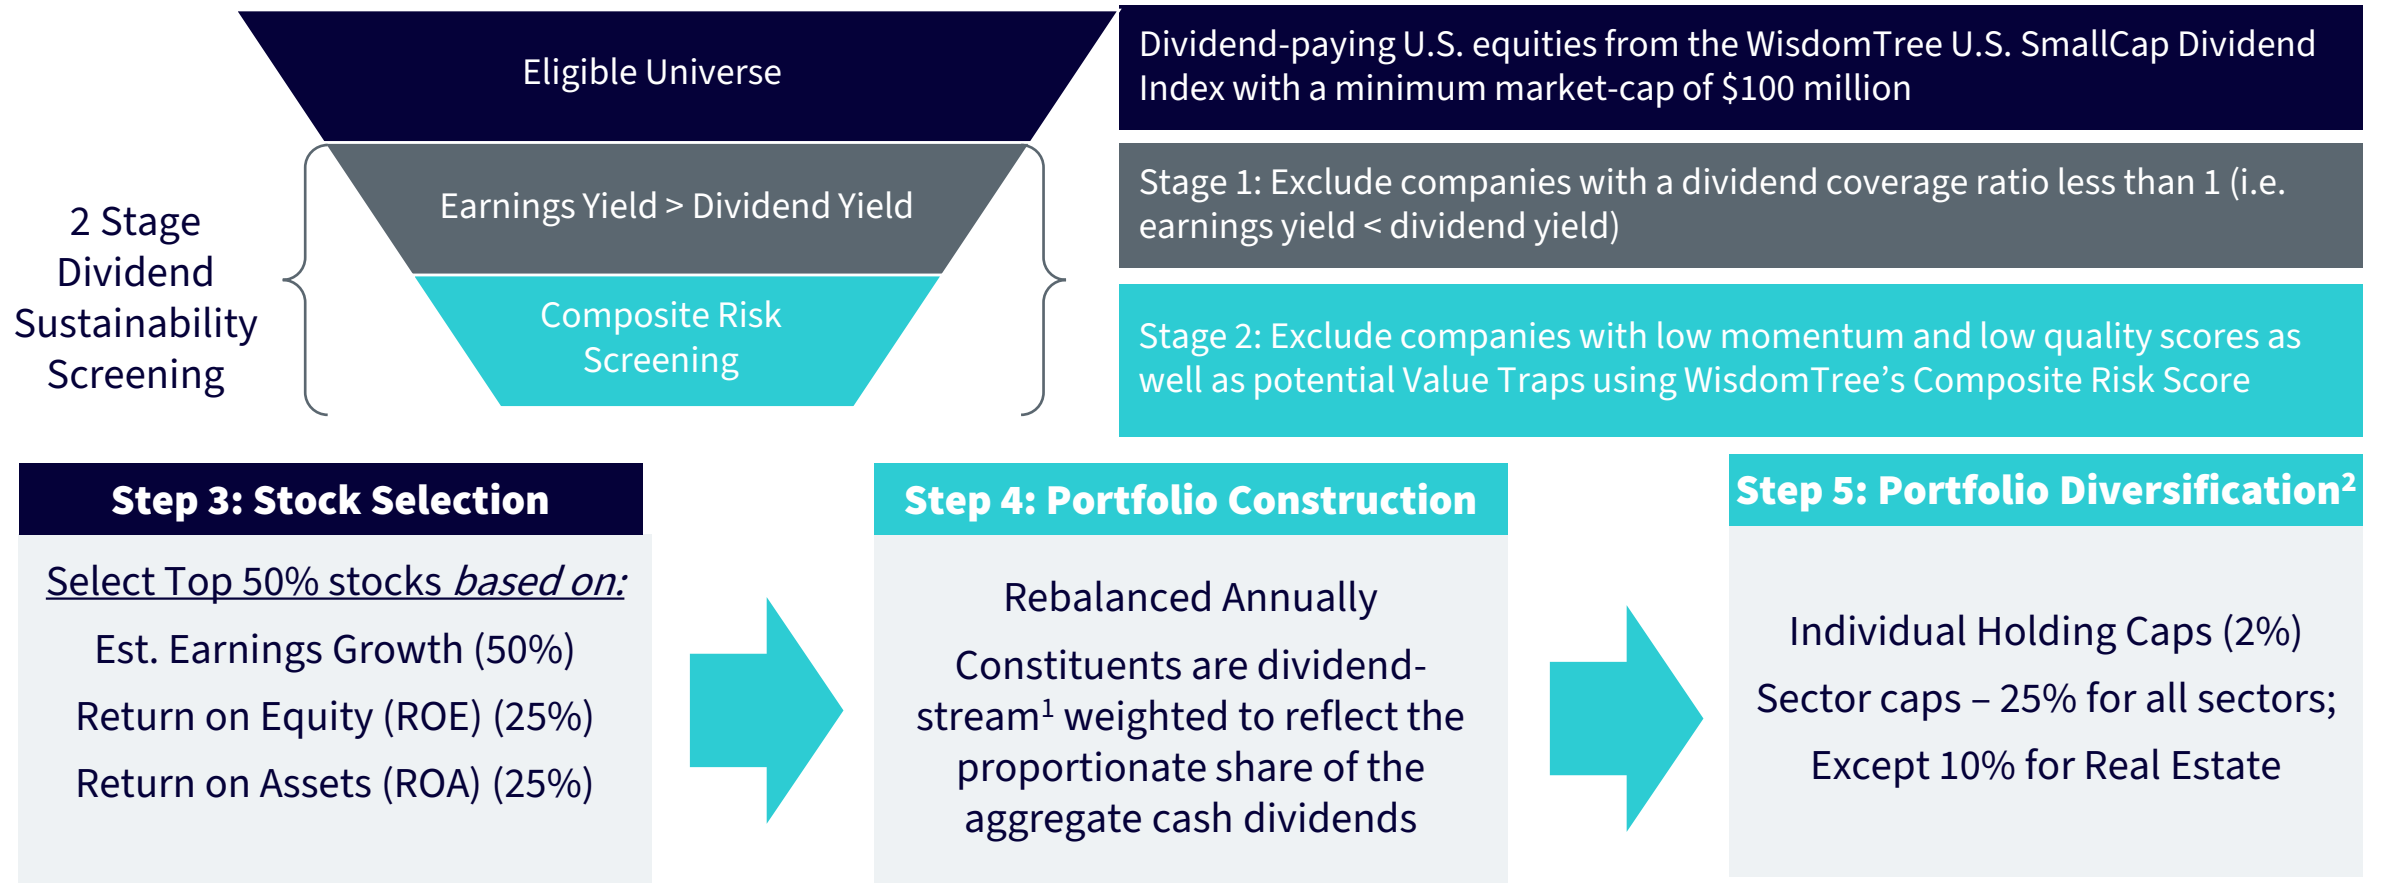 Eligible Universe
Dividend-paying U.S. equities from the WisdomTree U.S. SmallCap Dividend
Index with a minimum market-cap of $100 million
2 Stage
Dividend
Sustainability
Screening
Earnings Yield > Dividend Yield
Stage 1: Exclude companies with a dividend coverage ratio less than 1 (i.e.
earnings yield < dividend yield)
Composite Risk
Screening
Stage 2: Exclude companies with low momentum and low quality scores as
well as potential Value Traps using WisdomTree’s Composite Risk Score
Step 3: Stock Selection
Select Top 50% stocks based on:
Est. Earnings Growth (50%)
Return on Equity (ROE) (25%)
Return on Assets (ROA) (25%)
Step 4: Portfolio Construction
Rebalanced Annually
Constituents are dividend-
stream¹ weighted to reflect the
proportionate share of the
aggregate cash dividends
Step 5: Portfolio Diversification²
Individual Holding Caps (2%)
Sector caps – 25% for all sectors;
Except 10% for Real Estate